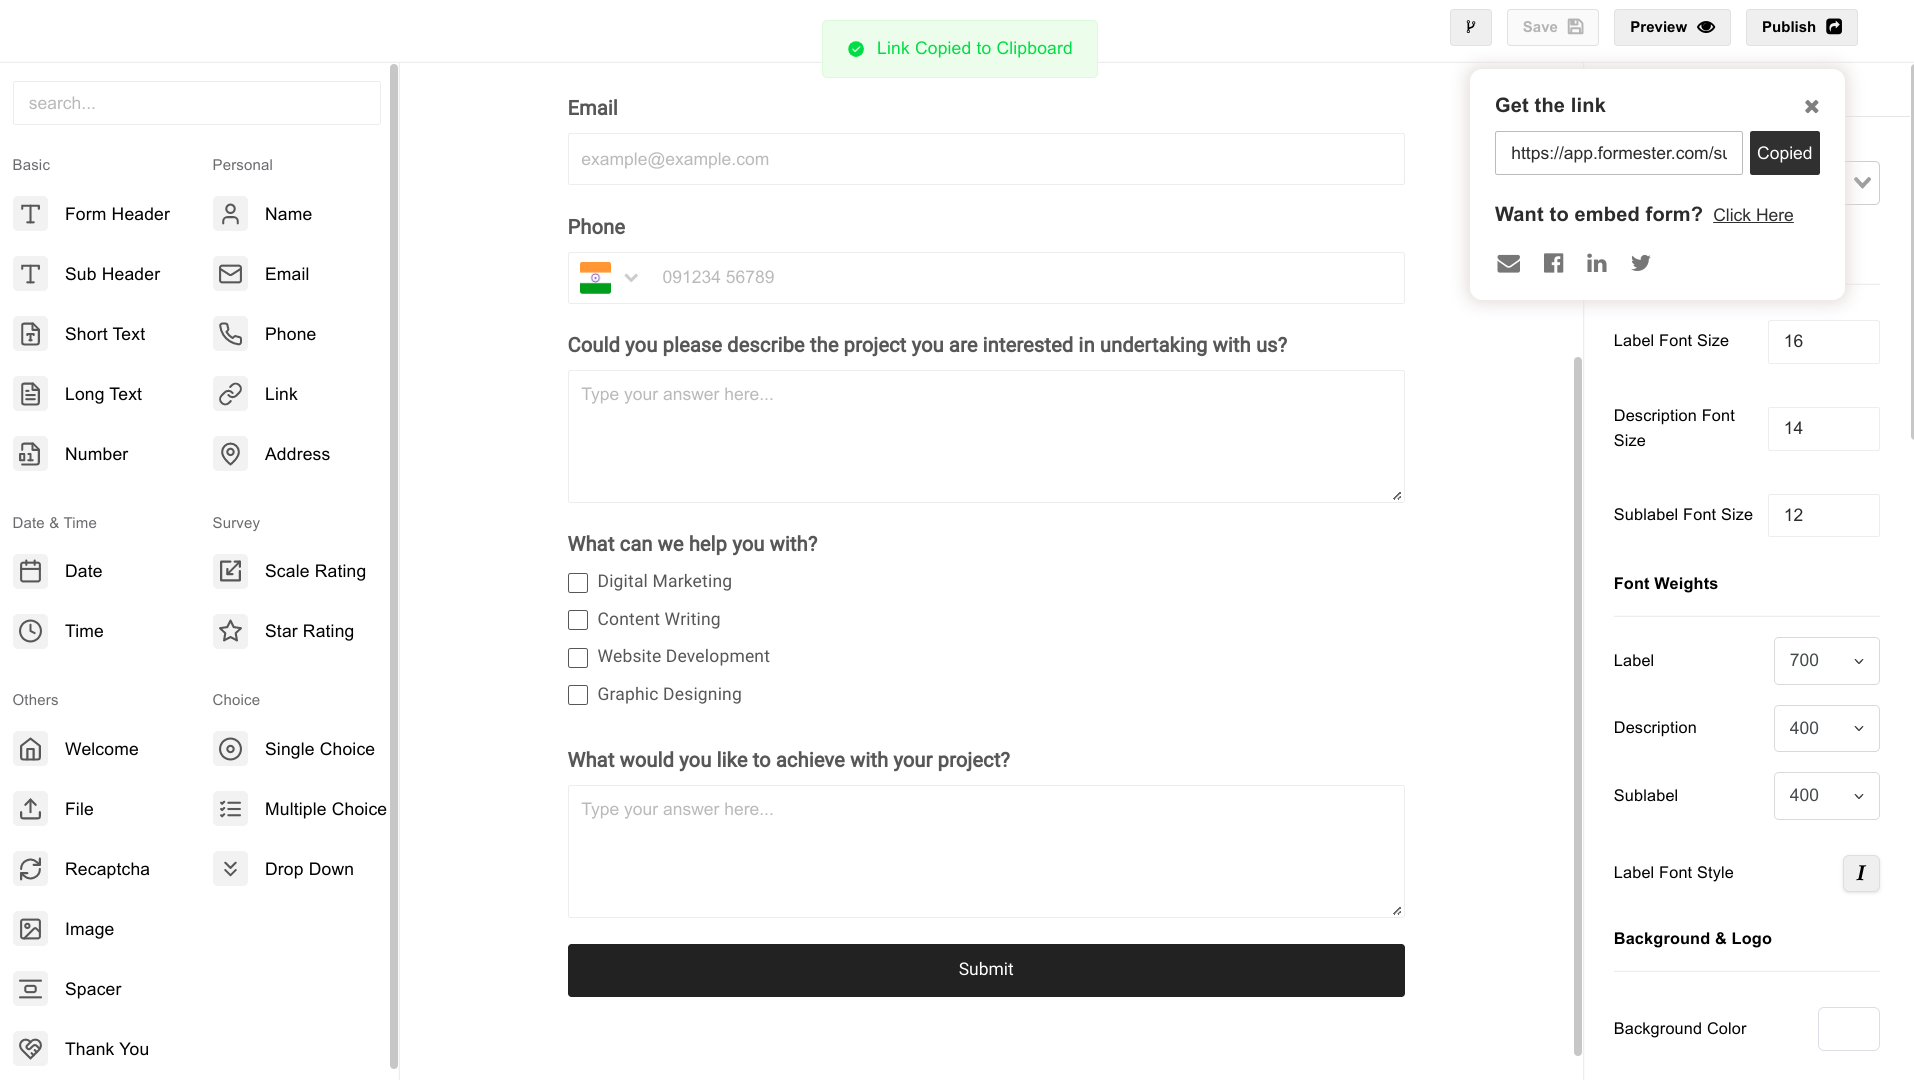 Link Copied to Clipboard
Save
Preview
Publish
search...
Basic
Form Header
Sub Header
Short Text
Long Text
Number
Personal
Name
Email
Phone
Link
Address
Date & Time
Date
Time
Survey
Scale Rating
Star Rating
Others
Welcome
File
Recaptcha
Image
Spacer
Thank You
Choice
Single Choice
Multiple Choice
Drop Down
Email
example@example.com
Phone
091234 56789
Could you please describe the project you are interested in undertaking with us?
Type your answer here...
What can we help you with?
Digital Marketing
Content Writing
Website Development
Graphic Designing
What would you like to achieve with your project?
Type your answer here...
Submit
Get the link
https://app.formester.com/su
Copied
Want to embed form? Click Here
Label Font Size
16
Description Font
Size
14
Sublabel Font Size
12
Font Weights
Label
700
Description
400
Sublabel
400
Label Font Style
I
Background & Logo
Background Color